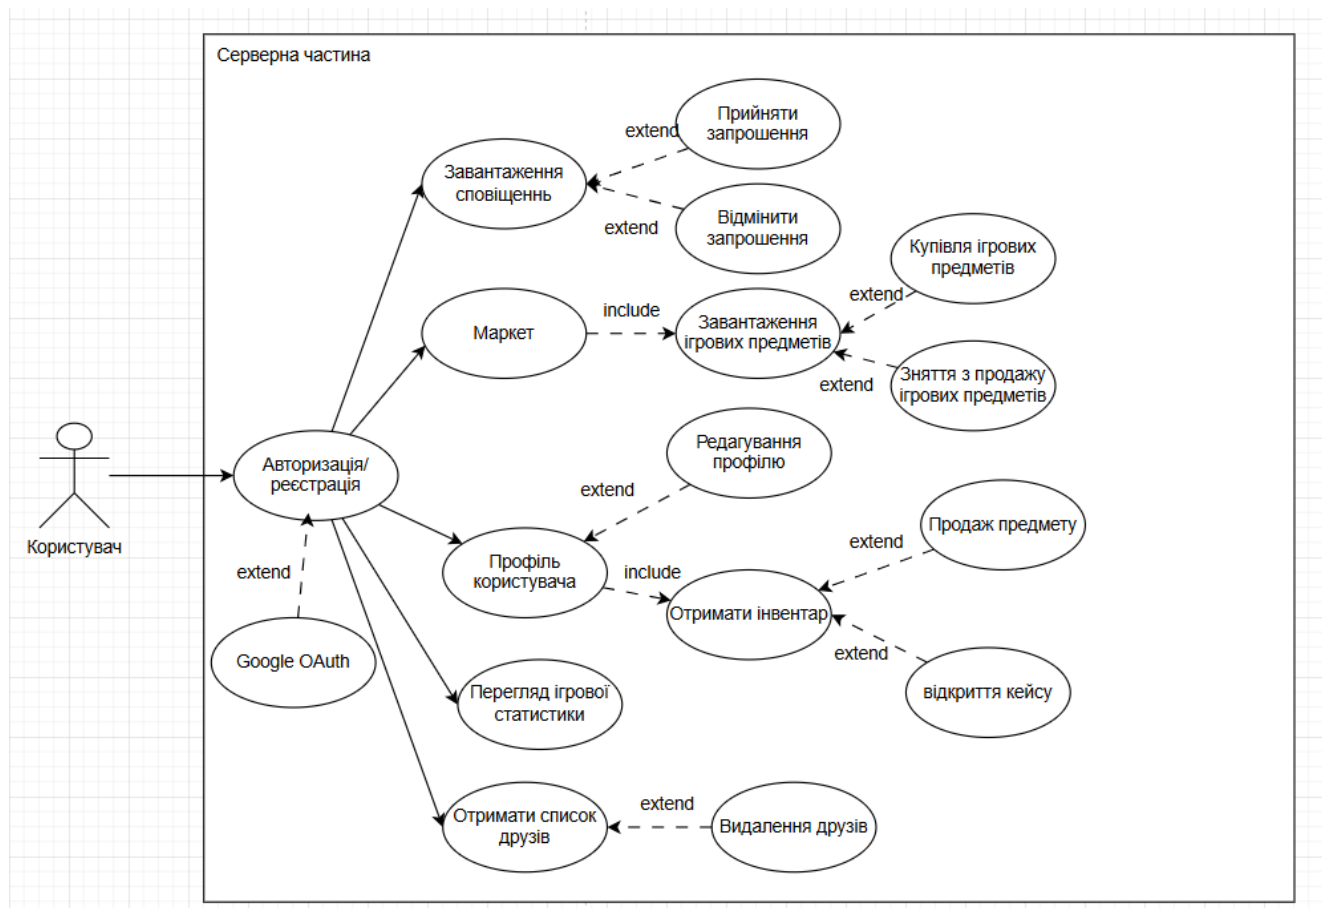 Серверна частина
Прийняти
запрошення
extend
Завантаження
сповіщеннь
extend
Відмінити
запрошення
Купівля ігрових
предметів
extend
Маркет
include
Завантаження
ігрових предметів
extend
Зняття з продажу
ігрових предметів
Редагування
профілю
extend
Авторизація/
реєстрація
Користувач
extend
Google OAuth
Профіль
користувача
include
Отримати інвентар
extend
Продаж предмету
extend
відкриття кейсу
Перегляд ігрової
статистики
Отримати список
друзів
extend
Видалення друзів